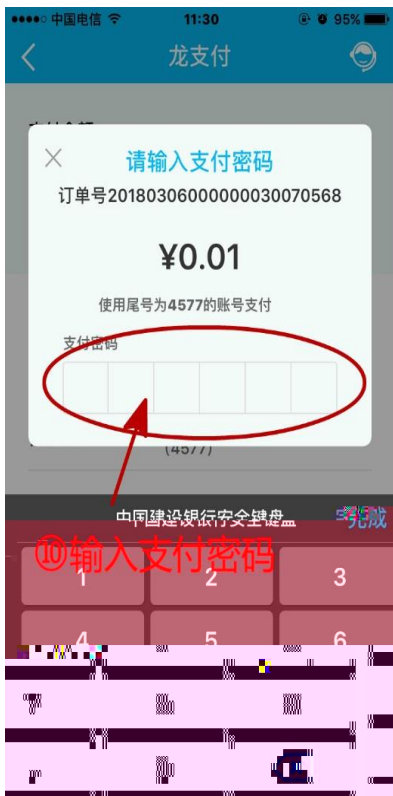 中国电信 11:30 95%
龙支付
请输入支付密码
订单号20180306000000030070568
¥0.01
使用尾号为4577的账号支付
支付密码
(4577)
中国建设银行安全键盘 完成
⑩输入支付密码
1 2 3
4 5 6